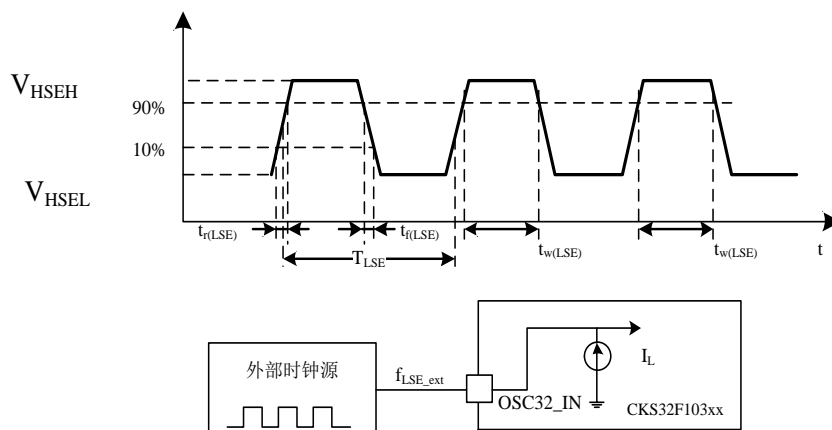 V_HSEH
90%
10%
V_HSEL
t_r(LSE)
t_f(LSE)
t_w(LSE)
t_w(LSE)
t
T_LSE
外部时钟源
f_LSE_ext
I_L
OSC32_IN
CKS32F103xx